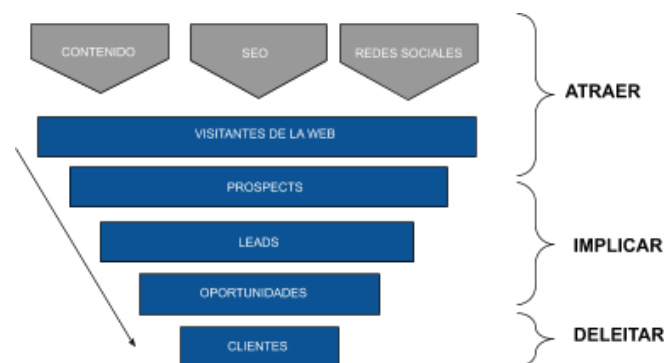 CONTENIDO
SEO
REDES SOCIALES
ATRAER
VISITANTES DE LA WEB
PROSPECTS
LEADS
IMPLICAR
OPORTUNIDADES
CLIENTES
DELEITAR